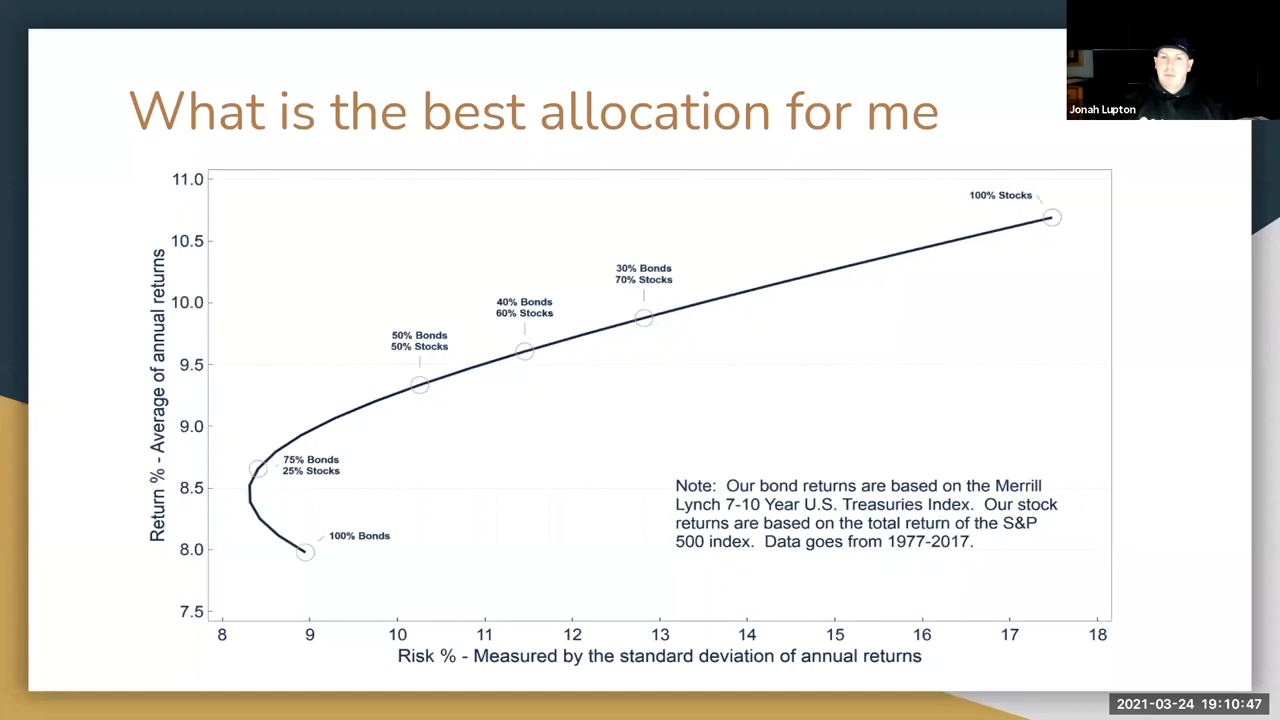 What is the best allocation for me
Jonah Lupton
11.0
10.5
10.0
9.5
9.0
8.5
8.0
7.5
Return % - Average of annual returns
100% Stocks
30% Bonds
70% Stocks
40% Bonds
60% Stocks
50% Bonds
50% Stocks
75% Bonds
25% Stocks
100% Bonds
Note: Our bond returns are based on the Merrill
Lynch 7-10 Year U.S. Treasuries Index. Our stock
returns are based on the total return of the S&P
500 index. Data goes from 1977-2017.
8 9 10 11 12 13 14 15 16 17 18
Risk % - Measured by the standard deviation of annual returns
2021-03-24 19:10:47